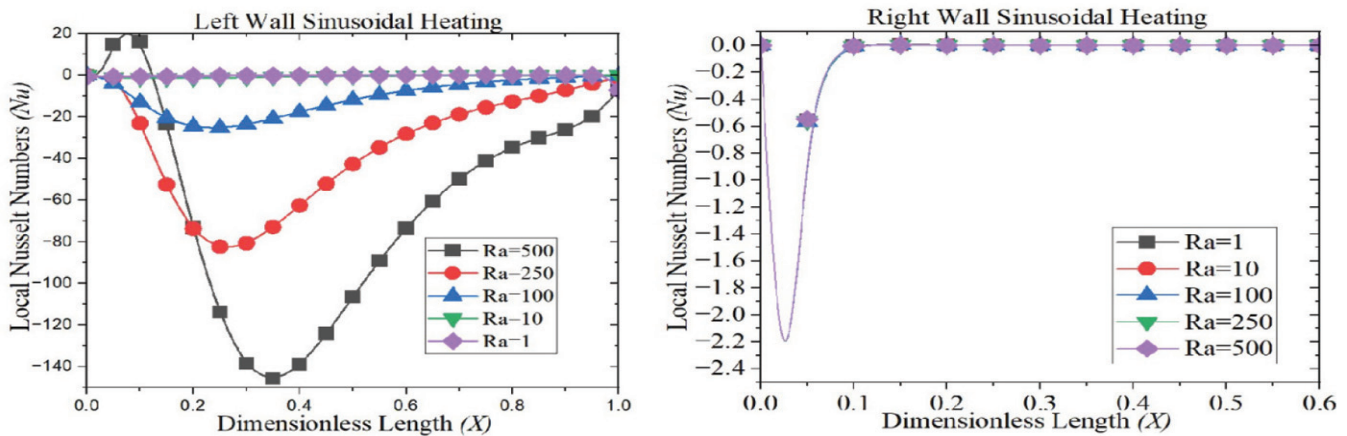 Left Wall Sinusoidal Heating
Local Nusselt Numbers (Nu)
20
0
−20
−40
−60
−80
−100
−120
−140
Ra=500
Ra−250
Ra−100
Ra−10
Ra−1
0.0 0.2 0.4 0.6 0.8 1.0
Dimensionless Length (X)
Right Wall Sinusoidal Heating
Local Nusselt Numbers (Nu)
0.0
−0.2
−0.4
−0.6
−0.8
−1.0
−1.2
−1.4
−1.6
−1.8
−2.0
−2.2
−2.4
Ra=1
Ra=10
Ra=100
Ra=250
Ra=500
0.0 0.1 0.2 0.3 0.4 0.5 0.6
Dimensionless Length (X)